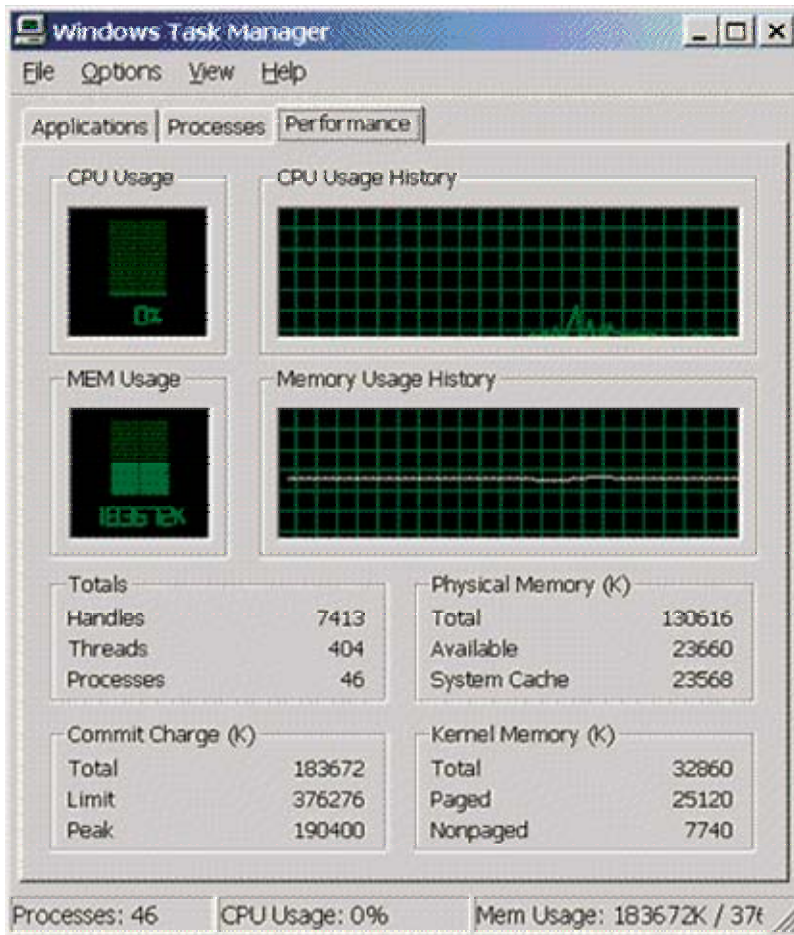 Windows Task Manager
File Options View Help
Applications Processes Performance
CPU Usage
CPU Usage History
0%
MEM Usage
Memory Usage History
183672K
Totals
Handles 7413
Threads 404
Processes 46
Physical Memory (K)
Total 130616
Available 23660
System Cache 23568
Commit Charge (K)
Total 183672
Limit 376276
Peak 190400
Kernel Memory (K)
Total 32860
Paged 25120
Nonpaged 7740
Processes: 46 CPU Usage: 0% Mem Usage: 183672K / 376